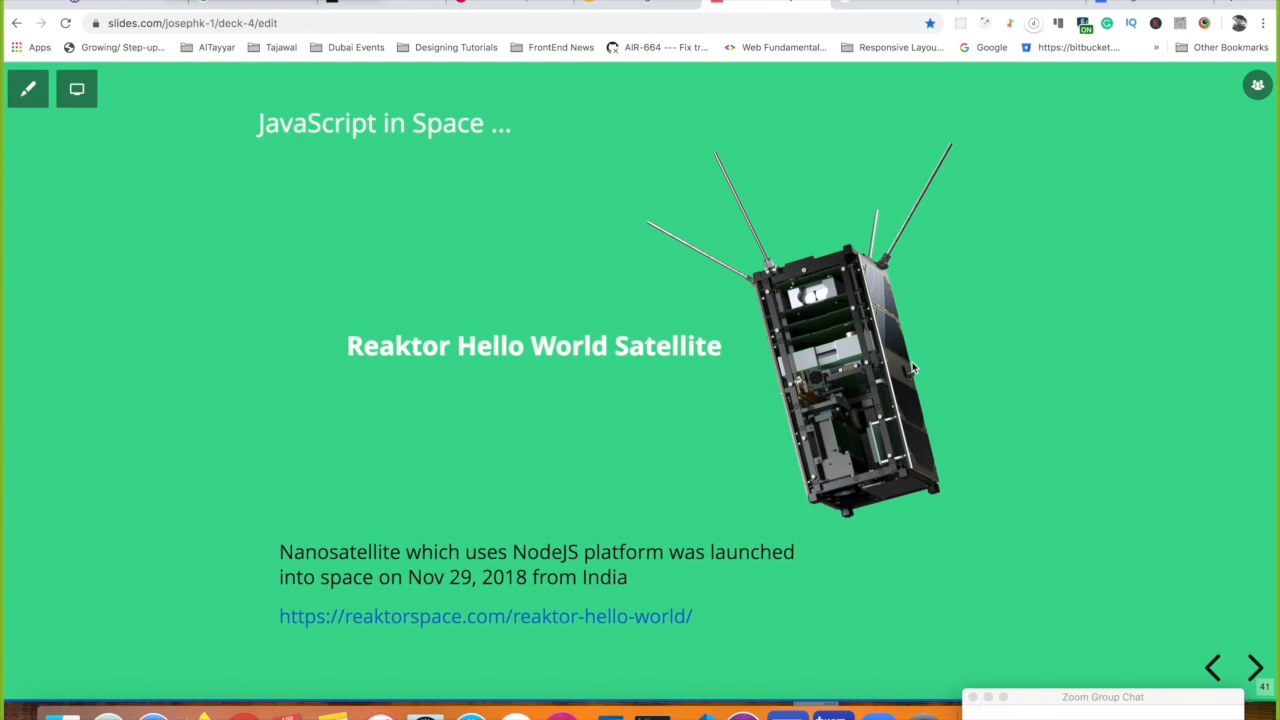 slides.com/josephk-1/deck-4/edit
ON
IQ
Apps
Growing/ Step-up...
AlTayyar
Tajawal
Dubai Events
Designing Tutorials
FrontEnd News
AIR-664 --- Fix tr...
Web Fundamental...
Responsive Layou...
Google
https://bitbucket....
»
Other Bookmarks
JavaScript in Space ...
Reaktor Hello World Satellite
Nanosatellite which uses NodeJS platform was launched
into space on Nov 29, 2018 from India
https://reaktorspace.com/reaktor-hello-world/
41
Zoom Group Chat